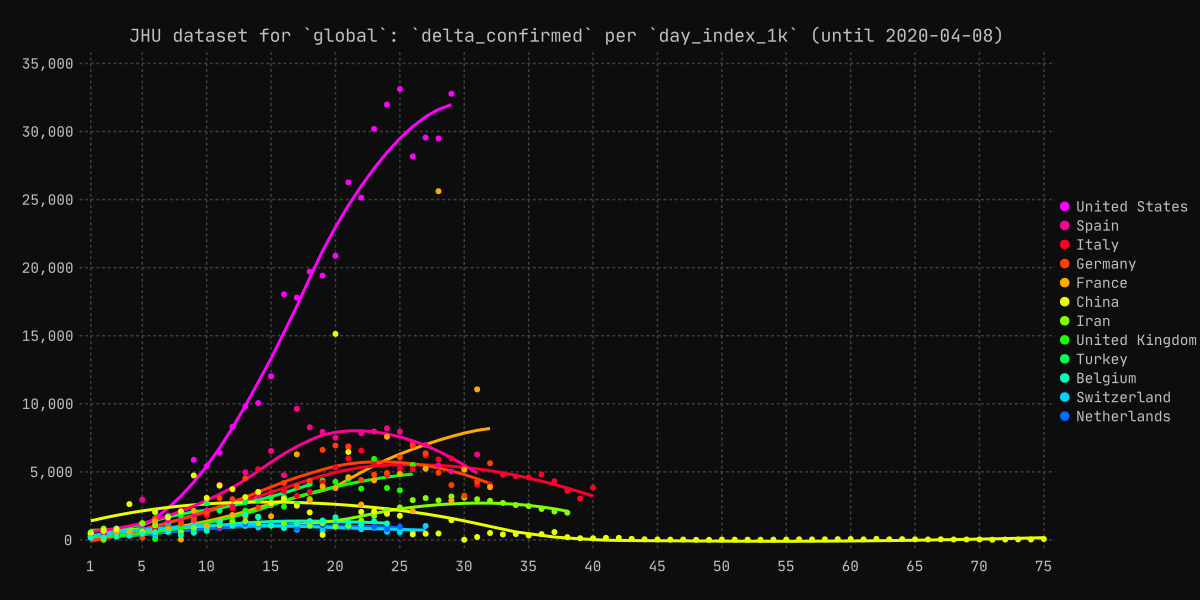 JHU dataset for `global`: `delta_confirmed` per `day_index_1k` (until 2020-04-08)
35,000
30,000
25,000
20,000
15,000
10,000
5,000
0
1 5 10 15 20 25 30 35 40 45 50 55 60 65 70 75
United States
Spain
Italy
Germany
France
China
Iran
United Kingdom
Turkey
Belgium
Switzerland
Netherlands